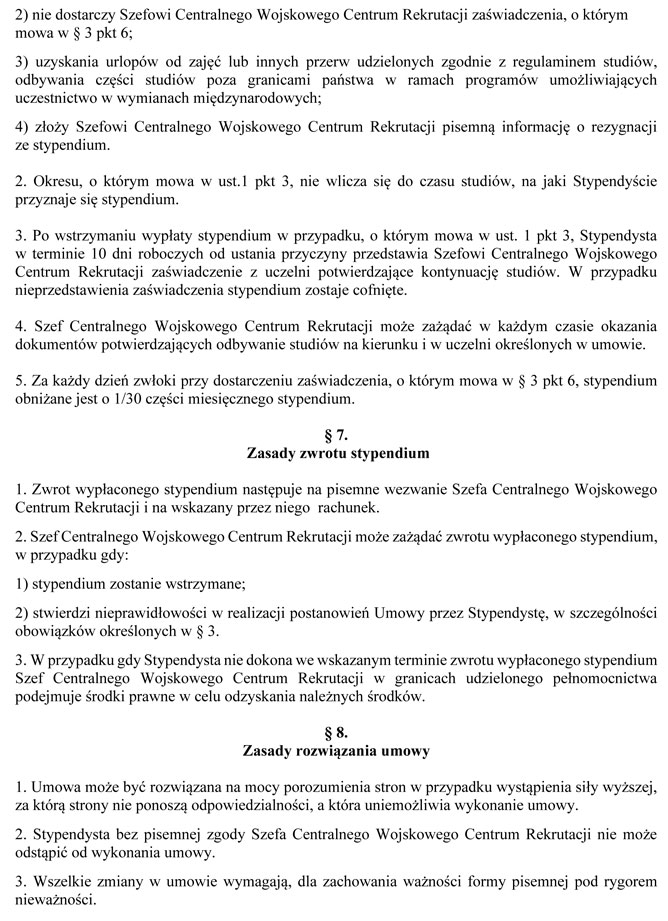 2) nie dostarczy Szefowi Centralnego Wojskowego Centrum Rekrutacji zaświadczenia, o którym
mowa w § 3 pkt 6;
3) uzyskania urlopów od zajęć lub innych przerw udzielonych zgodnie z regulaminem studiów,
odbywania części studiów poza granicami państwa w ramach programów umożliwiających
uczestnictwo w wymianach międzynarodowych;
4) złoży Szefowi Centralnego Wojskowego Centrum Rekrutacji pisemną informację o rezygnacji
ze stypendium.
2. Okresu, o którym mowa w ust.1 pkt 3, nie wlicza się do czasu studiów, na jaki Stypendyście
przyznaje się stypendium.
3. Po wstrzymaniu wypłaty stypendium w przypadku, o którym mowa w ust. 1 pkt 3, Stypendysta
w terminie 10 dni roboczych od ustania przyczyny przedstawia Szefowi Centralnego Wojskowego
Centrum Rekrutacji zaświadczenie z uczelni potwierdzające kontynuację studiów. W przypadku
nieprzedstawienia zaświadczenia stypendium zostaje cofnięte.
4. Szef Centralnego Wojskowego Centrum Rekrutacji może zażądać w każdym czasie okazania
dokumentów potwierdzających odbywanie studiów na kierunku i w uczelni określonych w umowie.
5. Za każdy dzień zwłoki przy dostarczeniu zaświadczenia, o którym mowa w § 3 pkt 6, stypendium
obniżane jest o 1/30 części miesięcznego stypendium.
§ 7.
Zasady zwrotu stypendium
1. Zwrot wypłaconego stypendium następuje na pisemne wezwanie Szefa Centralnego Wojskowego
Centrum Rekrutacji i na wskazany przez niego rachunek.
2. Szef Centralnego Wojskowego Centrum Rekrutacji może zażądać zwrotu wypłaconego stypendium,
w przypadku gdy:
1) stypendium zostanie wstrzymane;
2) stwierdzi nieprawidłowości w realizacji postanowień Umowy przez Stypendystę, w szczególności
obowiązków określonych w § 3.
3. W przypadku gdy Stypendysta nie dokona we wskazanym terminie zwrotu wypłaconego stypendium
Szef Centralnego Wojskowego Centrum Rekrutacji w granicach udzielonego pełnomocnictwa
podejmuje środki prawne w celu odzyskania należnych środków.
§ 8.
Zasady rozwiązania umowy
1. Umowa może być rozwiązana na mocy porozumienia stron w przypadku wystąpienia siły wyższej,
za którą strony nie ponoszą odpowiedzialności, a która uniemożliwia wykonanie umowy.
2. Stypendysta bez pisemnej zgody Szefa Centralnego Wojskowego Centrum Rekrutacji nie może
odstąpić od wykonania umowy.
3. Wszelkie zmiany w umowie wymagają, dla zachowania ważności formy pisemnej pod rygorem
nieważności.